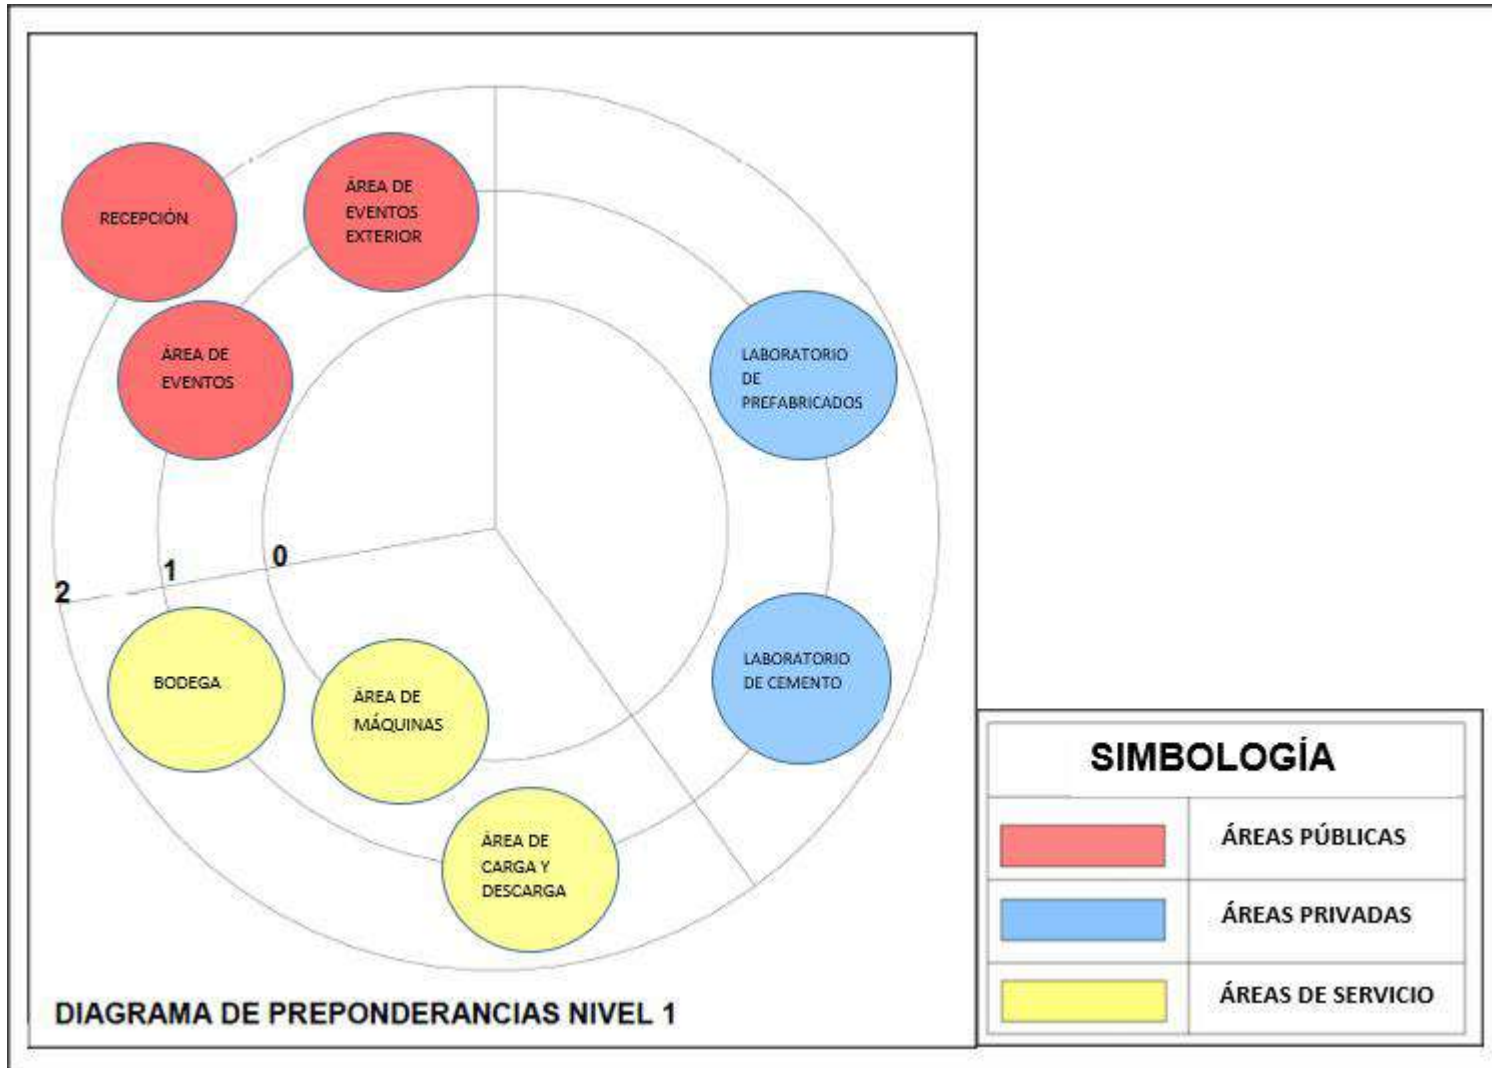 RECEPCIÓN
ÁREA DE
EVENTOS
EXTERIOR
ÁREA DE
EVENTOS
LABORATORIO
DE
PREFABRICADOS
0
1
2
BODEGA
ÁREA DE
MÁQUINAS
LABORATORIO
DE CEMENTO
ÁREA DE
CARGA Y
DESCARGA
DIAGRAMA DE PREPONDERANCIAS NIVEL 1
SIMBOLOGÍA
ÁREAS PÚBLICAS
ÁREAS PRIVADAS
ÁREAS DE SERVICIO